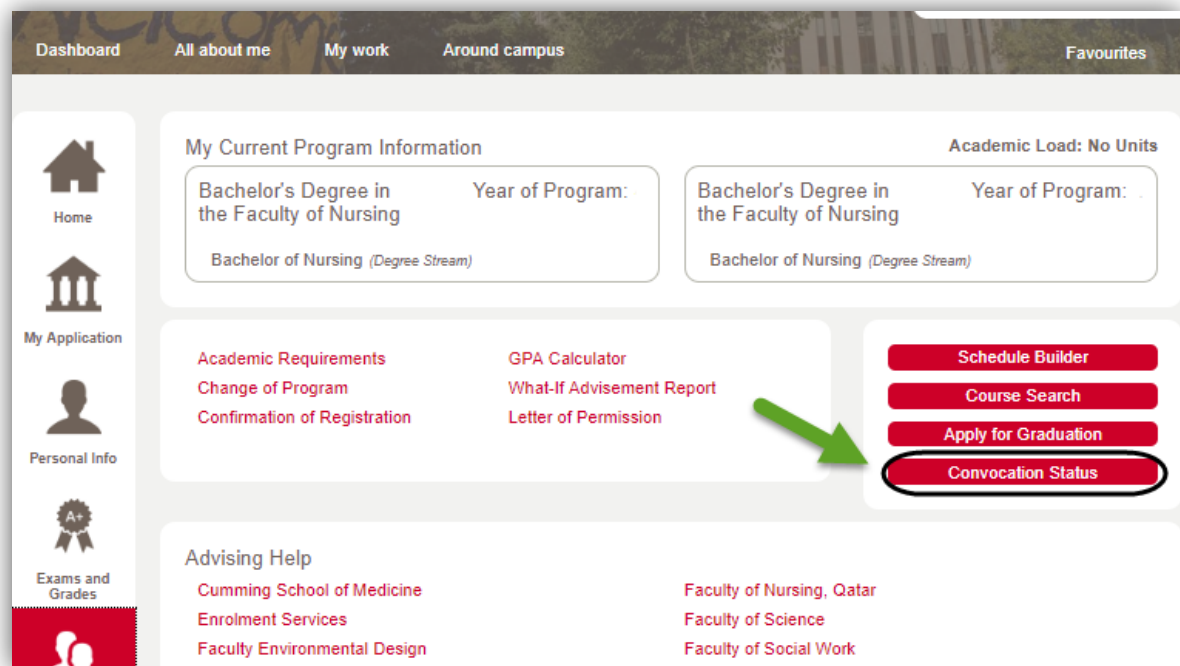 Dashboard
All about me
My work
Around campus
Favourites
Home
My Application
Personal Info
A+
Exams and
Grades
My Current Program Information
Academic Load: No Units
Bachelor's Degree in
the Faculty of Nursing
Year of Program:
Bachelor of Nursing (Degree Stream)
Bachelor's Degree in
the Faculty of Nursing
Year of Program:
Bachelor of Nursing (Degree Stream)
Academic Requirements
Change of Program
Confirmation of Registration
GPA Calculator
What-If Advisement Report
Letter of Permission
Schedule Builder
Course Search
Apply for Graduation
Convocation Status
Advising Help
Cumming School of Medicine
Enrolment Services
Faculty Environmental Design
Faculty of Nursing, Qatar
Faculty of Science
Faculty of Social Work